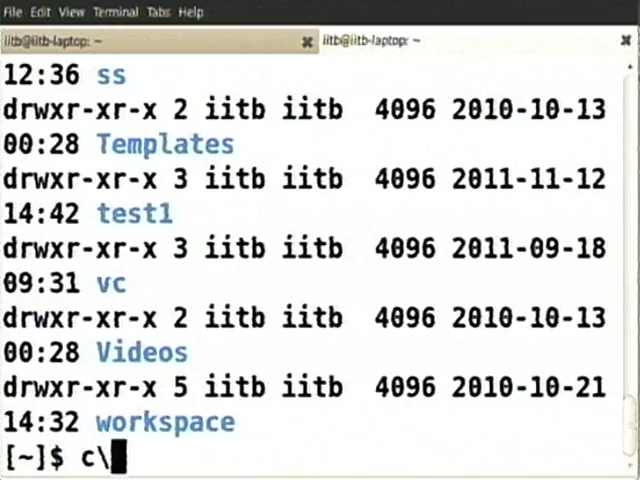 File Edit View Terminal Tabs Help
iitb@iitb-laptop: ~ iitb@iitb-laptop: ~
12:36 ss
drwxr-xr-x 2 iitb iitb 4096 2010-10-13
00:28 Templates
drwxr-xr-x 3 iitb iitb 4096 2011-11-12
14:42 test1
drwxr-xr-x 3 iitb iitb 4096 2011-09-18
09:31 vc
drwxr-xr-x 2 iitb iitb 4096 2010-10-13
00:28 Videos
drwxr-xr-x 5 iitb iitb 4096 2010-10-21
14:32 workspace
[~]$ c\